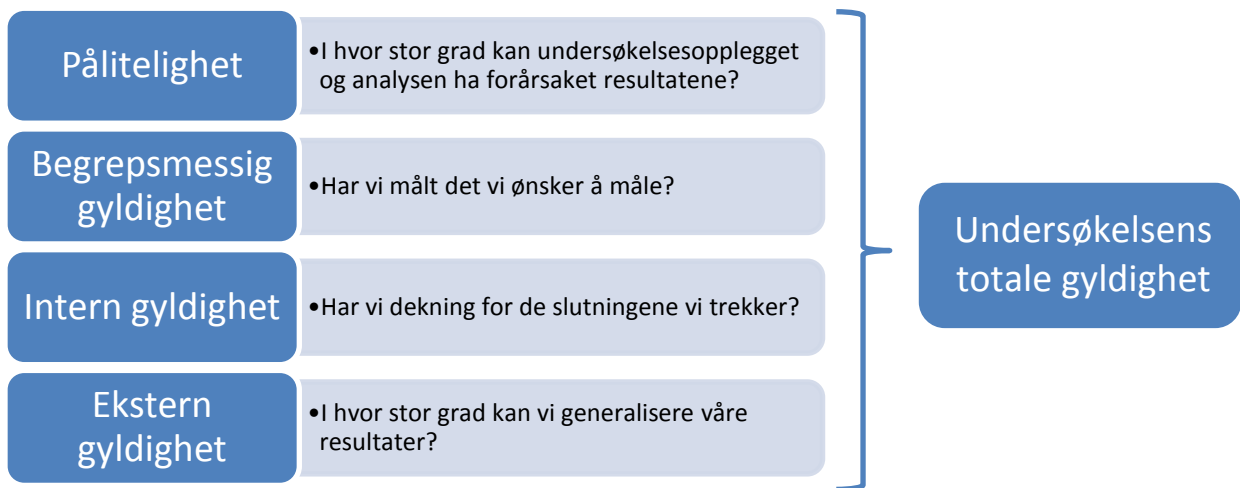 Pålitelighet
•I hvor stor grad kan undersøkelsesopplegget
og analysen ha forårsaket resultatene?
Begrepsmessig
gyldighet
•Har vi målt det vi ønsker å måle?
Intern gyldighet
•Har vi dekning for de slutningene vi trekker?
Ekstern
gyldighet
•I hvor stor grad kan vi generalisere våre
resultater?
Undersøkelsens
totale gyldighet